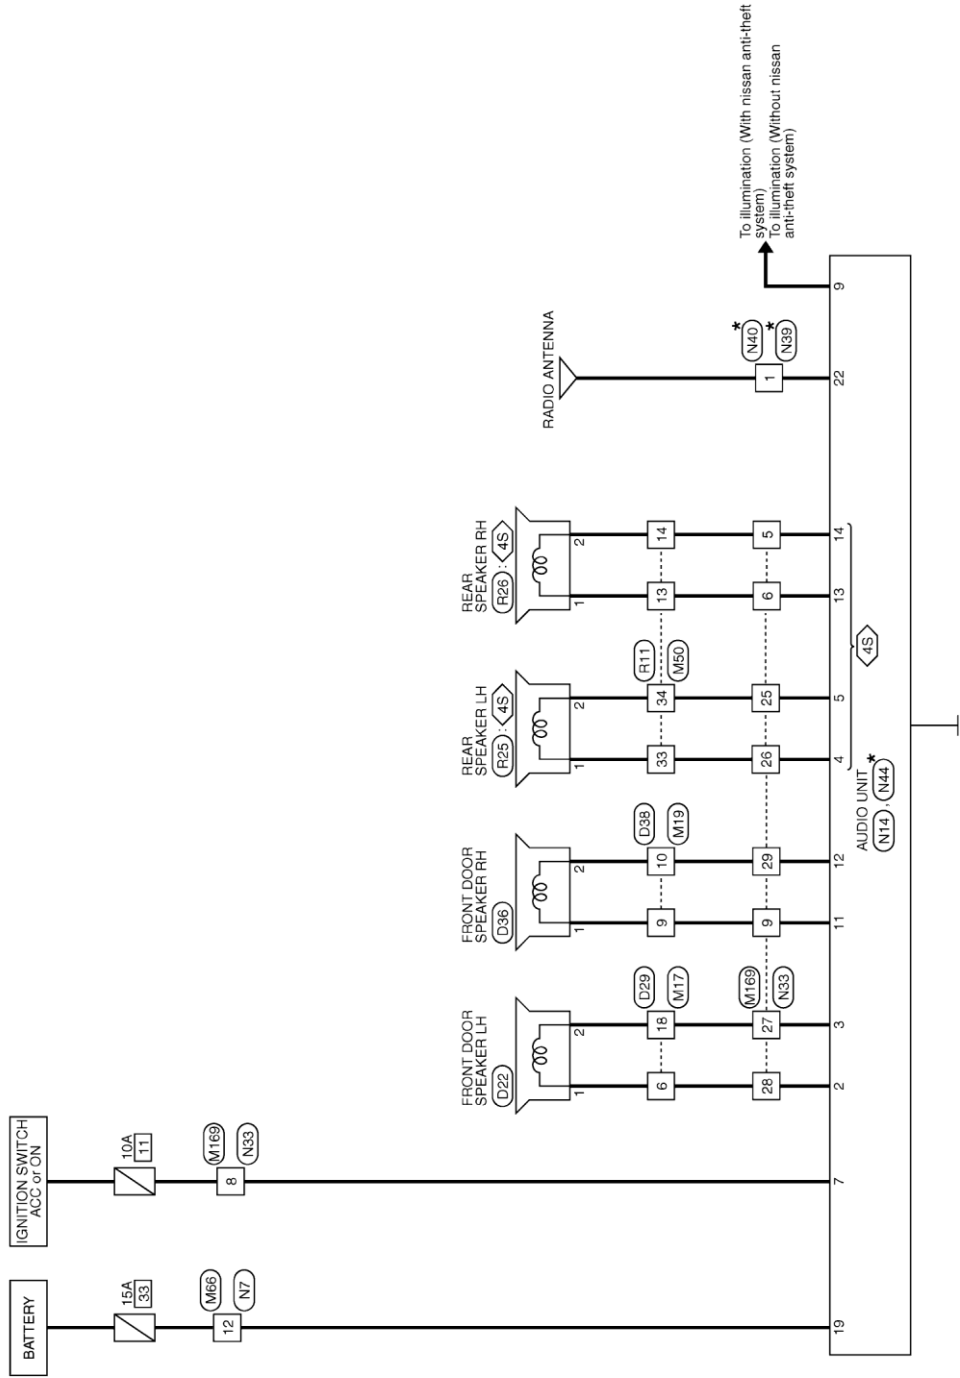 BATTERY
IGNITION SWITCH
ACC or ON
15A
33
10A
11
M66
12
N7
M169
8
N33
FRONT DOOR
SPEAKER LH
D22
1
2
FRONT DOOR
SPEAKER RH
D36
1
2
REAR
SPEAKER LH
R25 : 4S
1
2
REAR
SPEAKER RH
R26 : 4S
1
2
RADIO ANTENNA
To illumination (With nissan anti-theft
system)
To illumination (Without nissan
anti-theft system)
D29
6 18
M17
D38
9 10
M19
R11
33 34 13 14
M50
M169
28 27 9 29 26 25 6 5
N33
N40 *
1
N39 *
19 7 2 3 11 12 4 5 13 14 22 9
4S
AUDIO UNIT
N14 , N44 *